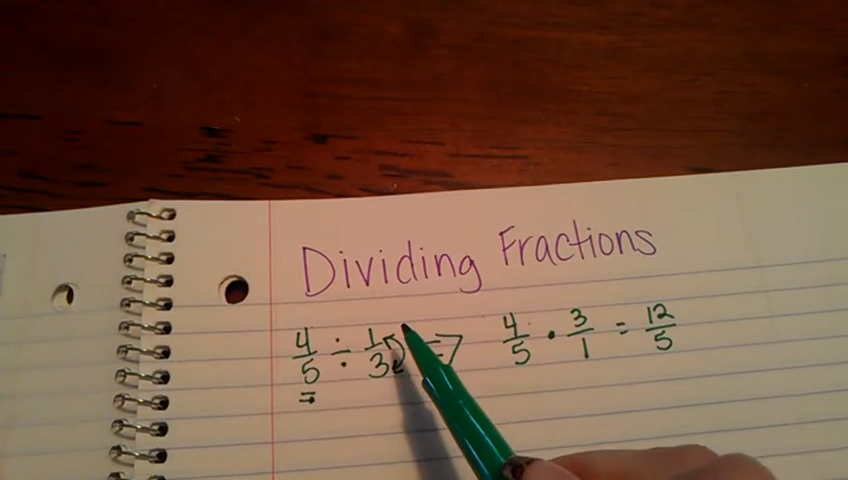 Dividing Fractions
4/5 ÷ 1/3 => 4/5 · 3/1 = 12/5
=